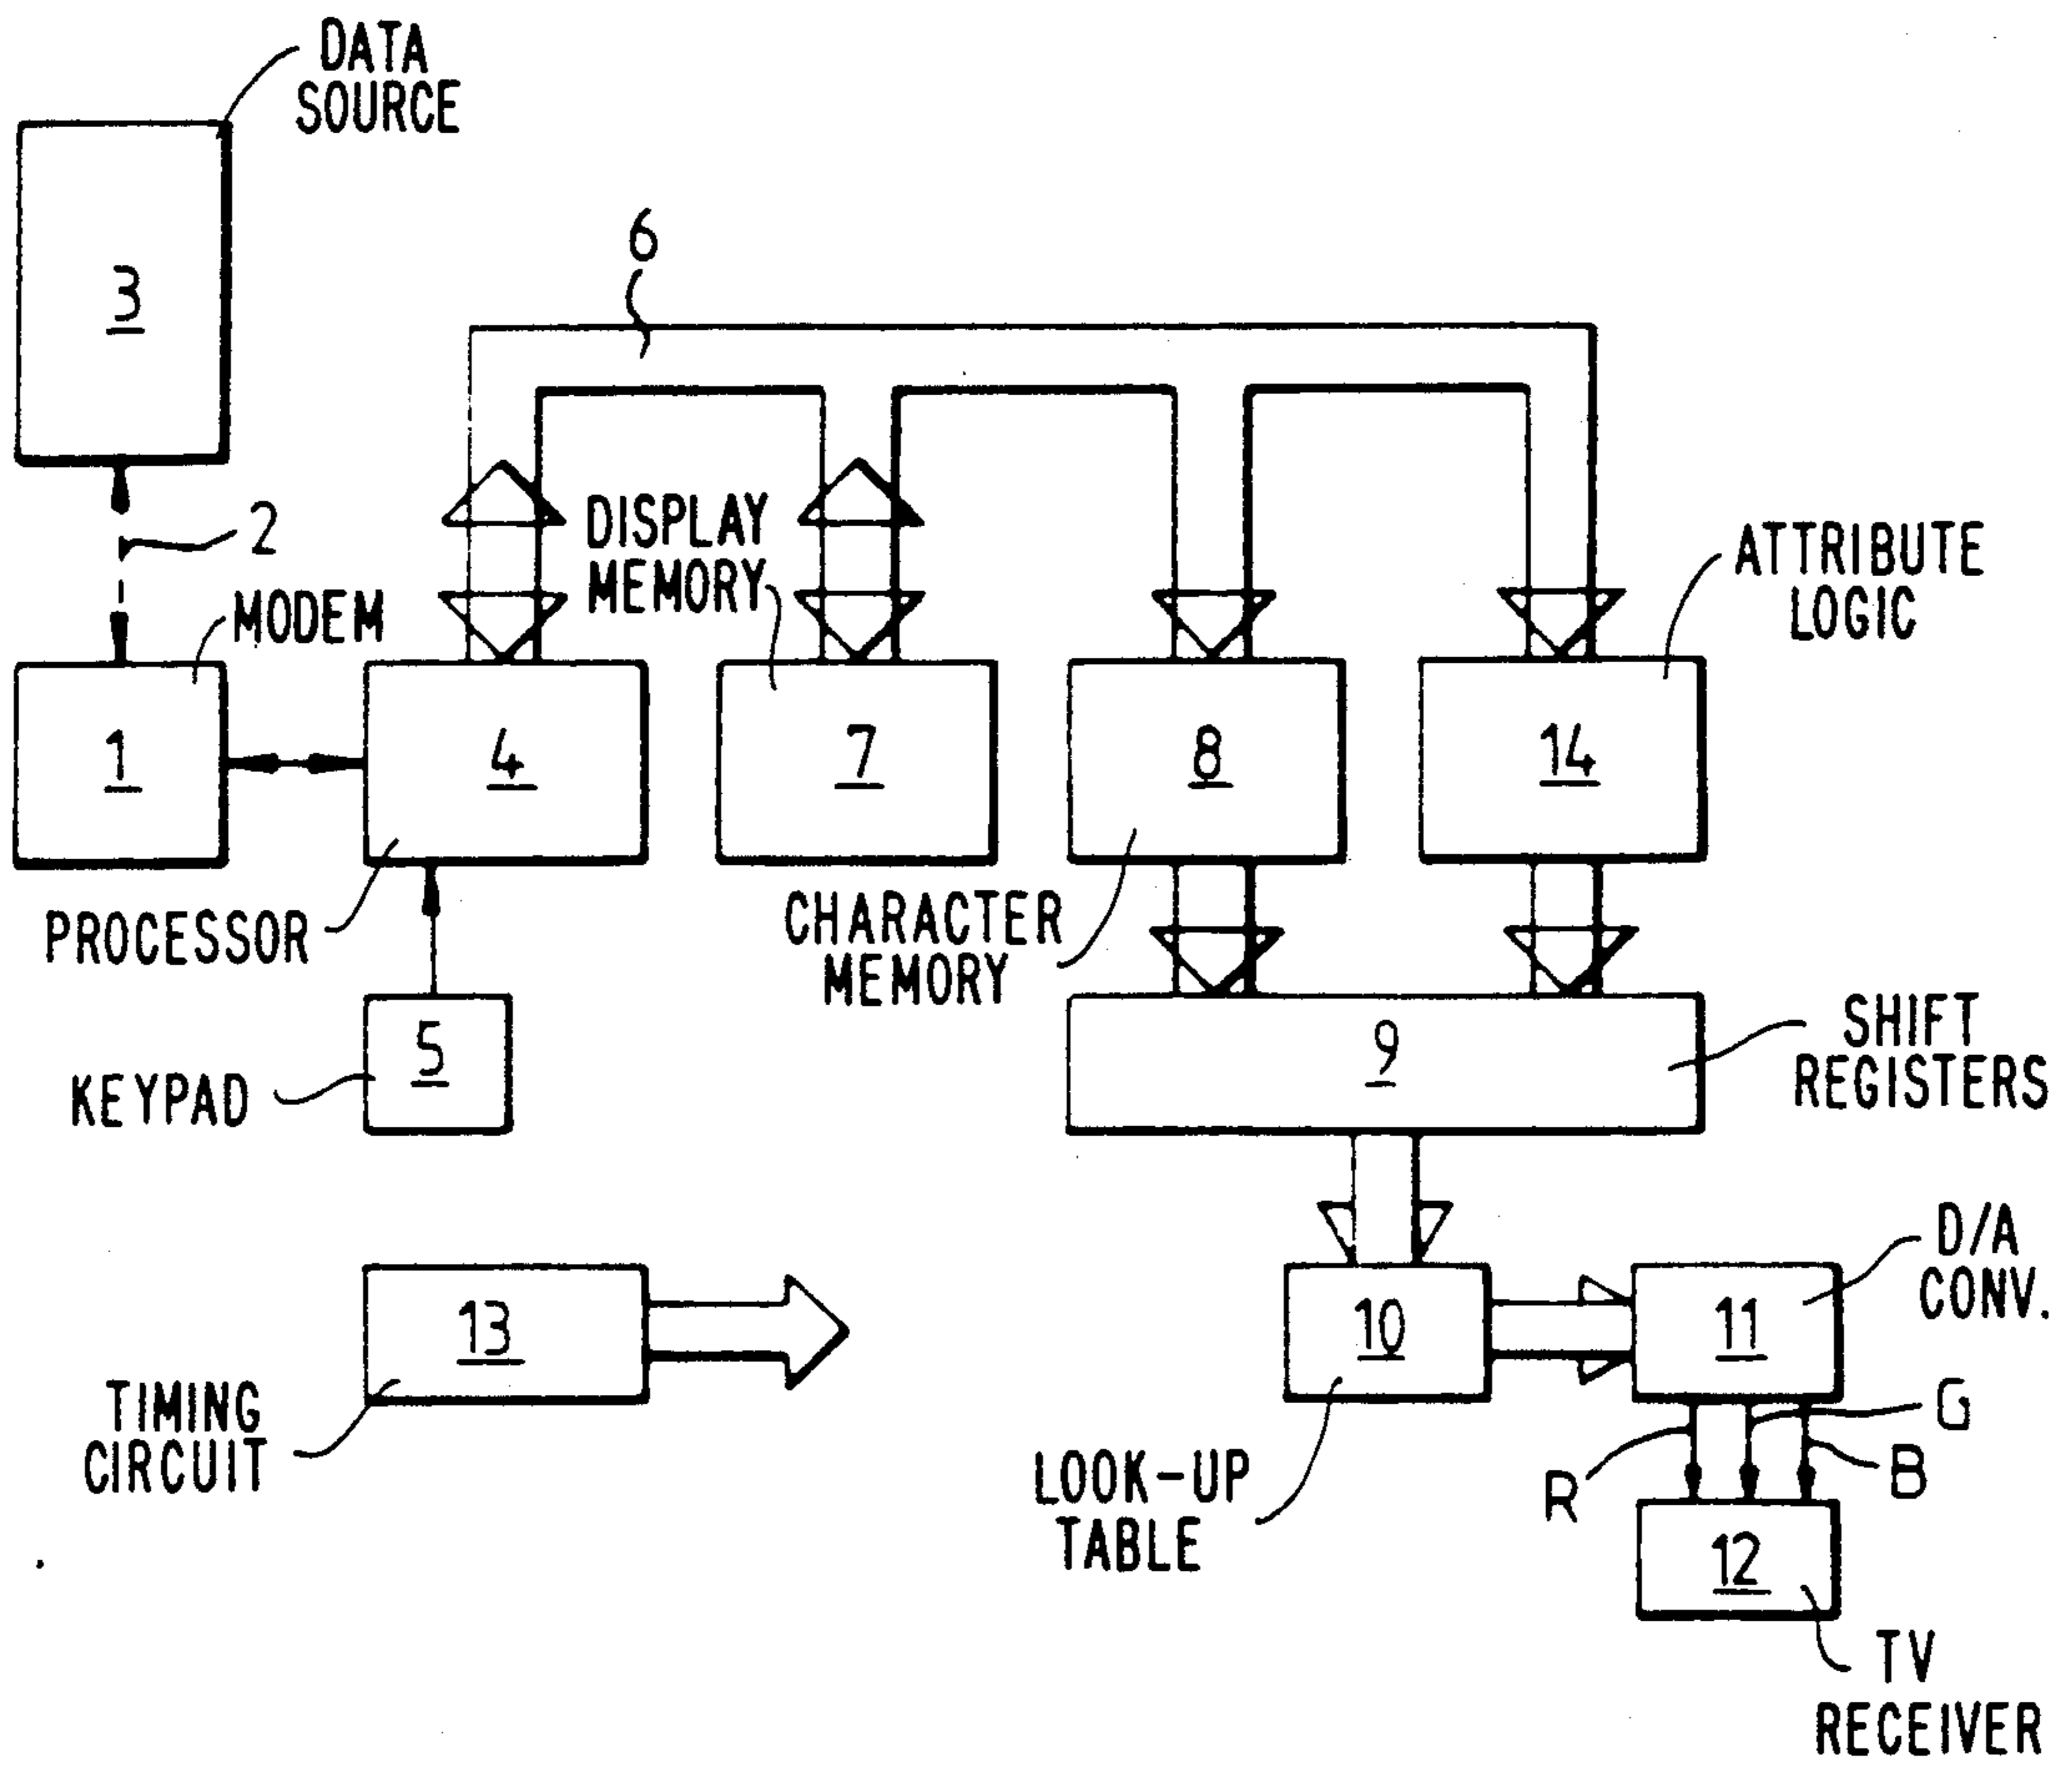 DATA
SOURCE
3
6
2
DISPLAY
MEMORY
ATTRIBUTE
LOGIC
MODEM
1
4
7
8
14
PROCESSOR
CHARACTER
MEMORY
5
KEYPAD
9
SHIFT
REGISTERS
13
TIMING
CIRCUIT
10
11
D/A
CONV.
LOOK-UP
TABLE
R
G
B
12
TV
RECEIVER